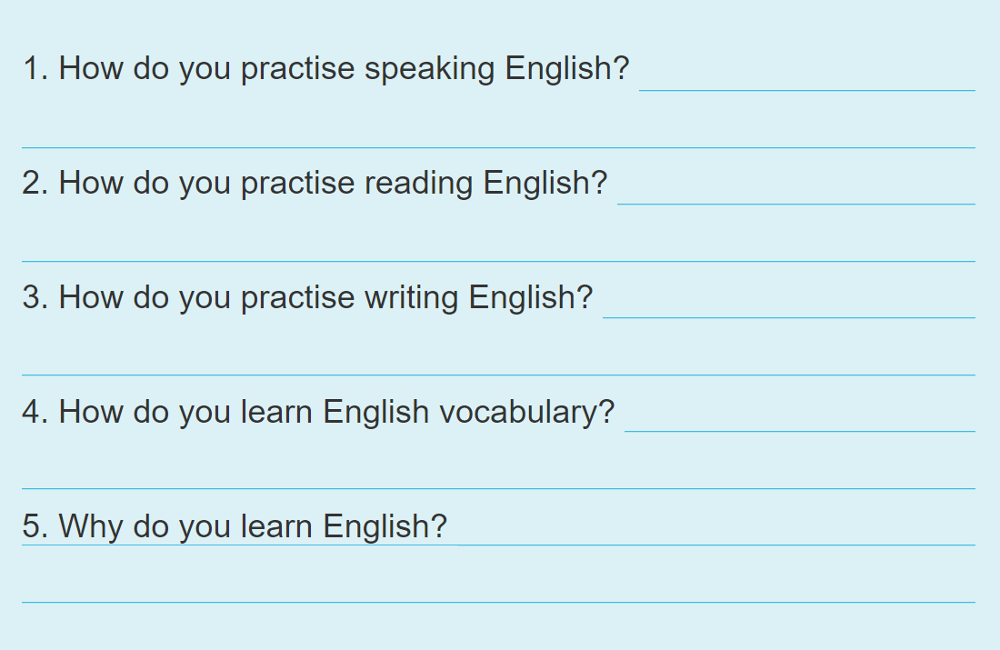 1. How do you practise speaking English?
2. How do you practise reading English?
3. How do you practise writing English?
4. How do you learn English vocabulary?
5. Why do you learn English?